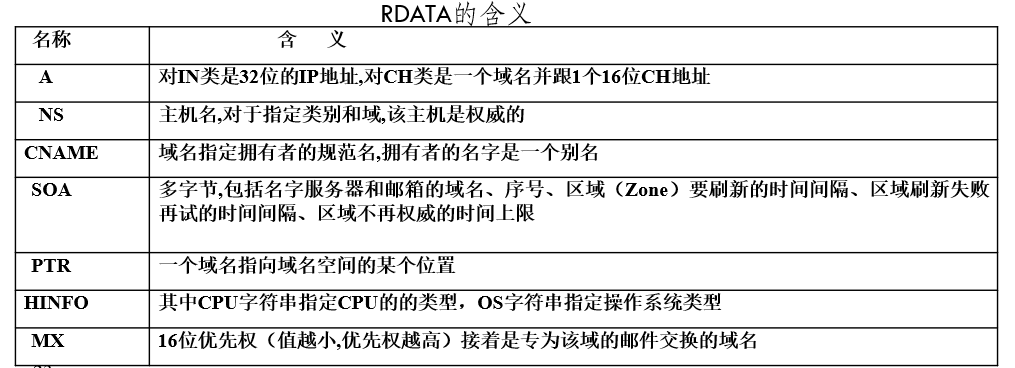 RDATA的含义
名称 含 义
A 对IN类是32位的IP地址,对CH类是一个域名并跟1个16位CH地址
NS 主机名,对于指定类别和域,该主机是权威的
CNAME 域名指定拥有者的规范名,拥有者的名字是一个别名
SOA 多字节,包括名字服务器和邮箱的域名、序号、区域（Zone）要刷新的时间间隔、区域刷新失败
再试的时间间隔、区域不再权威的时间上限
PTR 一个域名指向域名空间的某个位置
HINFO 其中CPU字符串指定CPU的的类型，OS字符串指定操作系统类型
MX 16位优先权（值越小,优先权越高）接着是专为该域的邮件交换的域名